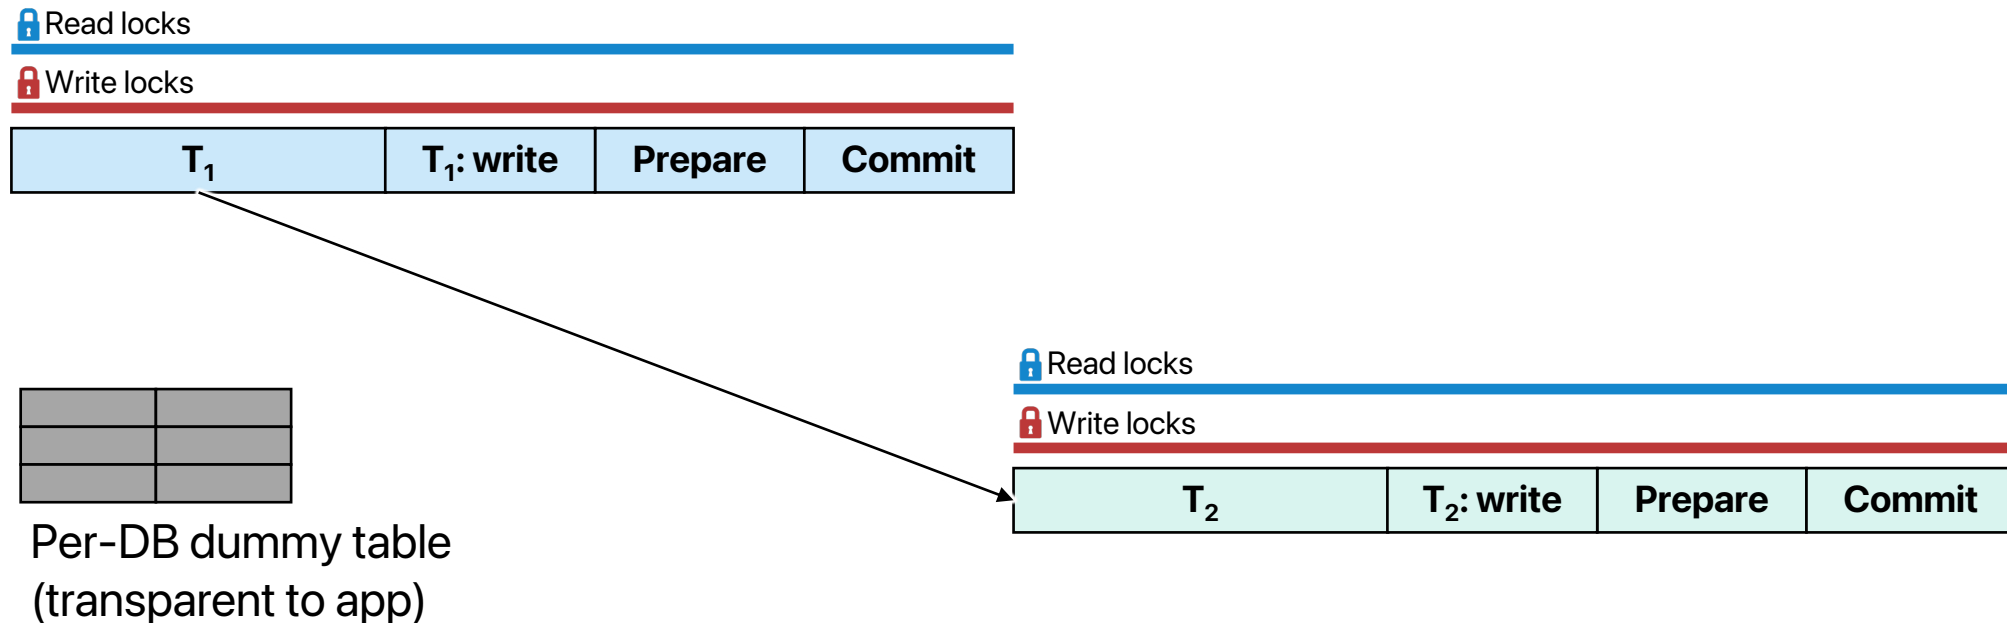 Read locks
Write locks
T₁
T₁: write
Prepare
Commit
Read locks
Write locks
T₂
T₂: write
Prepare
Commit
Per-DB dummy table
(transparent to app)